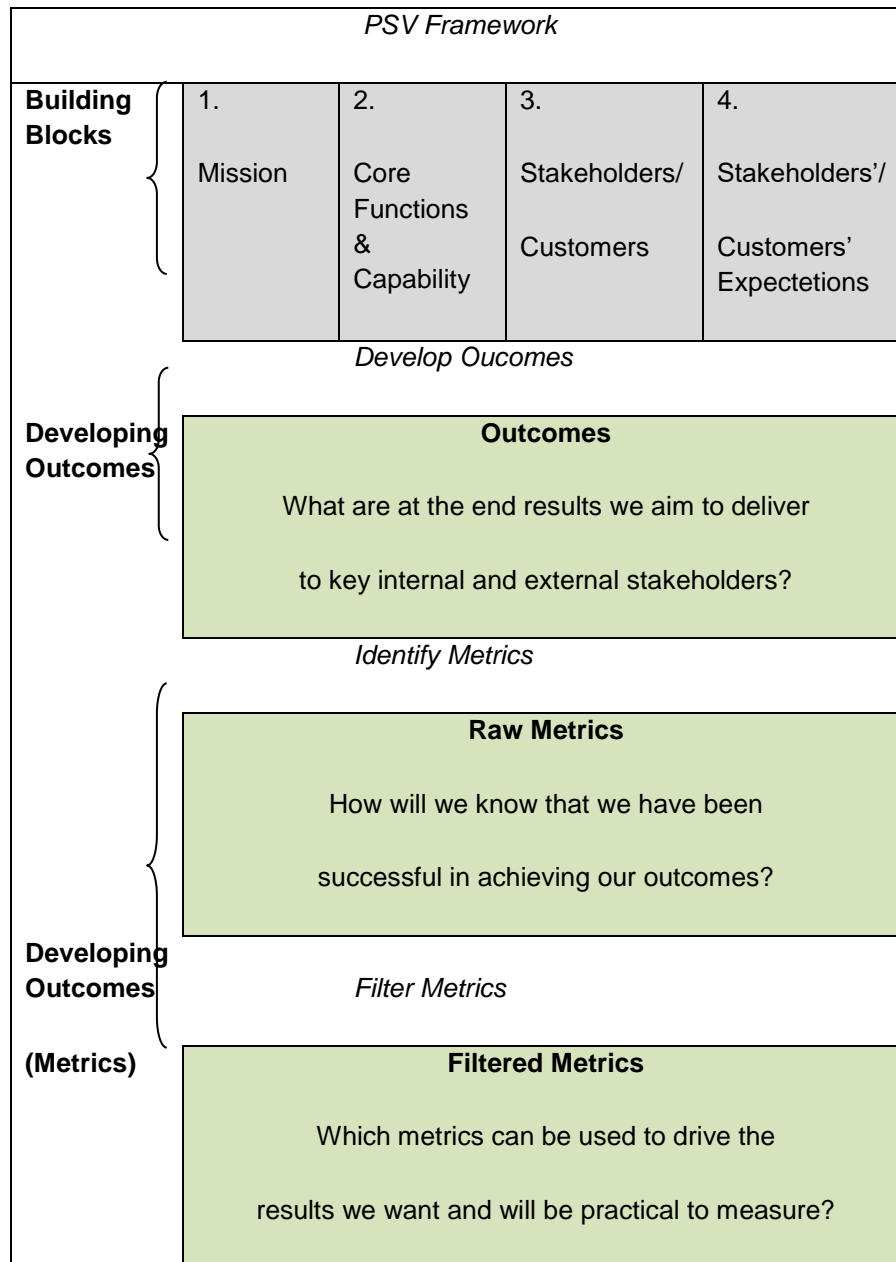 PSV Framework
Building
Blocks
1.
Mission
2.
Core
Functions
&
Capability
3.
Stakeholders/
Customers
4.
Stakeholders’/
Customers’
Expectetions
Develop Oucomes
Developing
Outcomes
Outcomes
What are at the end results we aim to deliver
to key internal and external stakeholders?
Identify Metrics
Raw Metrics
How will we know that we have been
successful in achieving our outcomes?
Developing
Outcomes
(Metrics)
Filter Metrics
Filtered Metrics
Which metrics can be used to drive the
results we want and will be practical to measure?